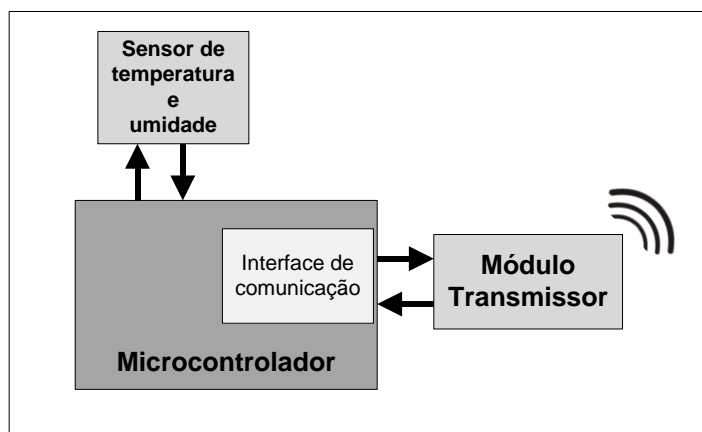 Sensor de
temperatura
e
umidade
Interface de
comunicação
Módulo
Transmissor
Microcontrolador